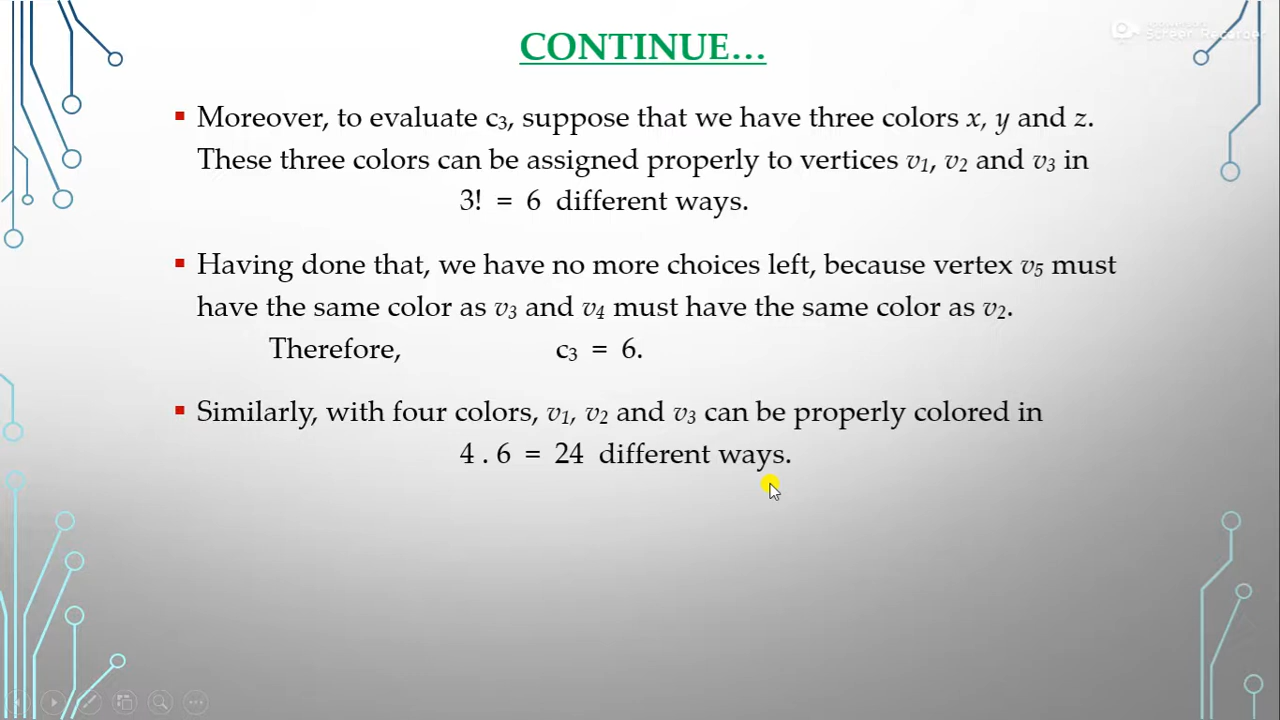 CONTINUE...
Screen Recorder
▪ Moreover, to evaluate c₃, suppose that we have three colors x, y and z.
These three colors can be assigned properly to vertices v₁, v₂ and v₃ in
3! = 6 different ways.
▪ Having done that, we have no more choices left, because vertex v₅ must
have the same color as v₃ and v₄ must have the same color as v₂.
Therefore, c₃ = 6.
▪ Similarly, with four colors, v₁, v₂ and v₃ can be properly colored in
4 . 6 = 24 different ways.